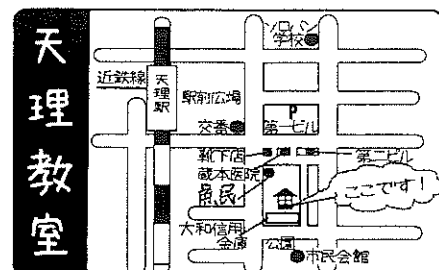 天理教室
ソロバン
学校
近鉄線
天理駅
駅前広場
P
交番
第一ビル
靴下店
第二ビル
蔵本医院
魚民
ここです!
大和信用
金庫
公園
市民会館